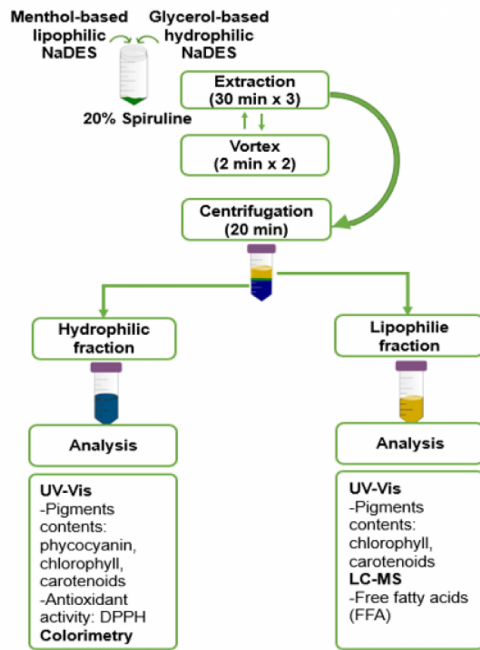 Menthol-based
lipophilic
NaDES
Glycerol-based
hydrophilic
NaDES
20% Spiruline
Extraction
(30 min x 3)
Vortex
(2 min x 2)
Centrifugation
(20 min)
Hydrophilic
fraction
Lipophilie
fraction
Analysis
Analysis
UV-Vis
-Pigments
contents:
phycocyanin,
chlorophyll,
carotenoids
-Antioxidant
activity: DPPH
Colorimetry
UV-Vis
-Pigments
contents:
chlorophyll,
carotenoids
LC-MS
-Free fatty acids
(FFA)